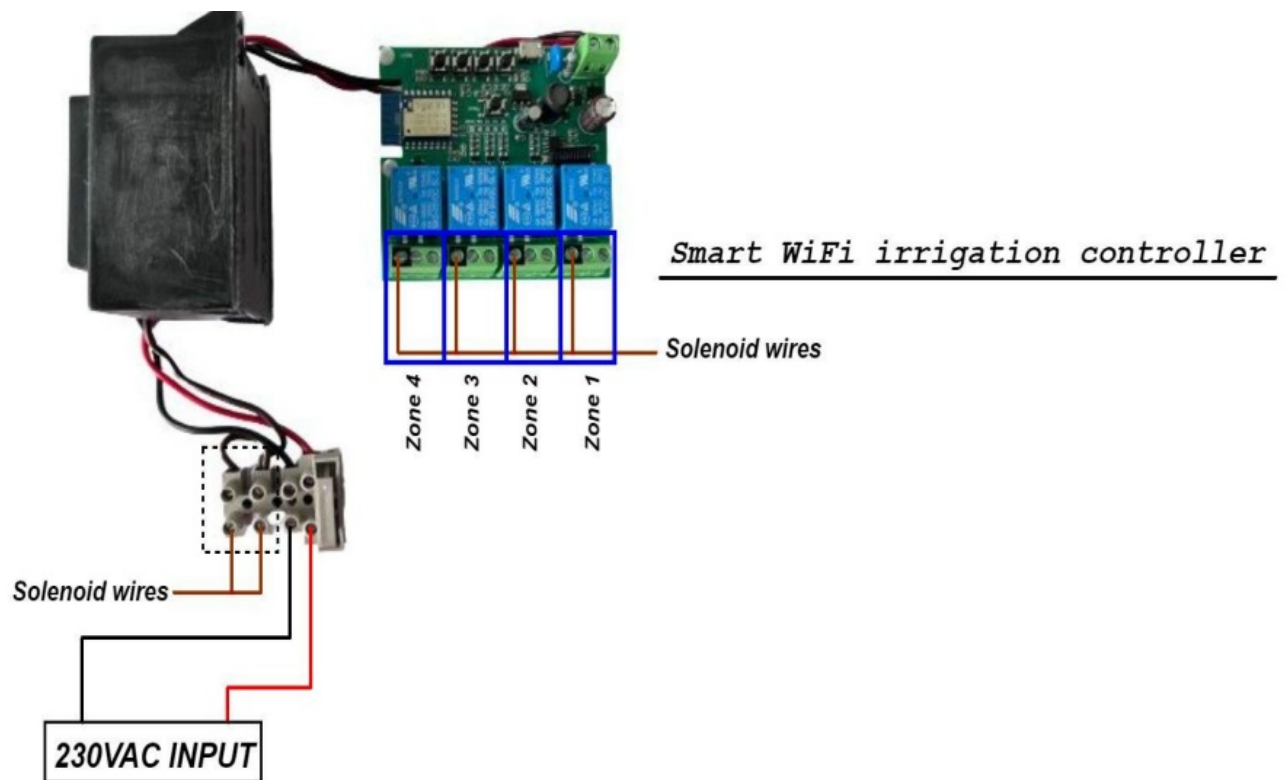 Smart WiFi irrigation controller
Solenoid wires
Zone 4
Zone 3
Zone 2
Zone 1
Solenoid wires
230VAC INPUT